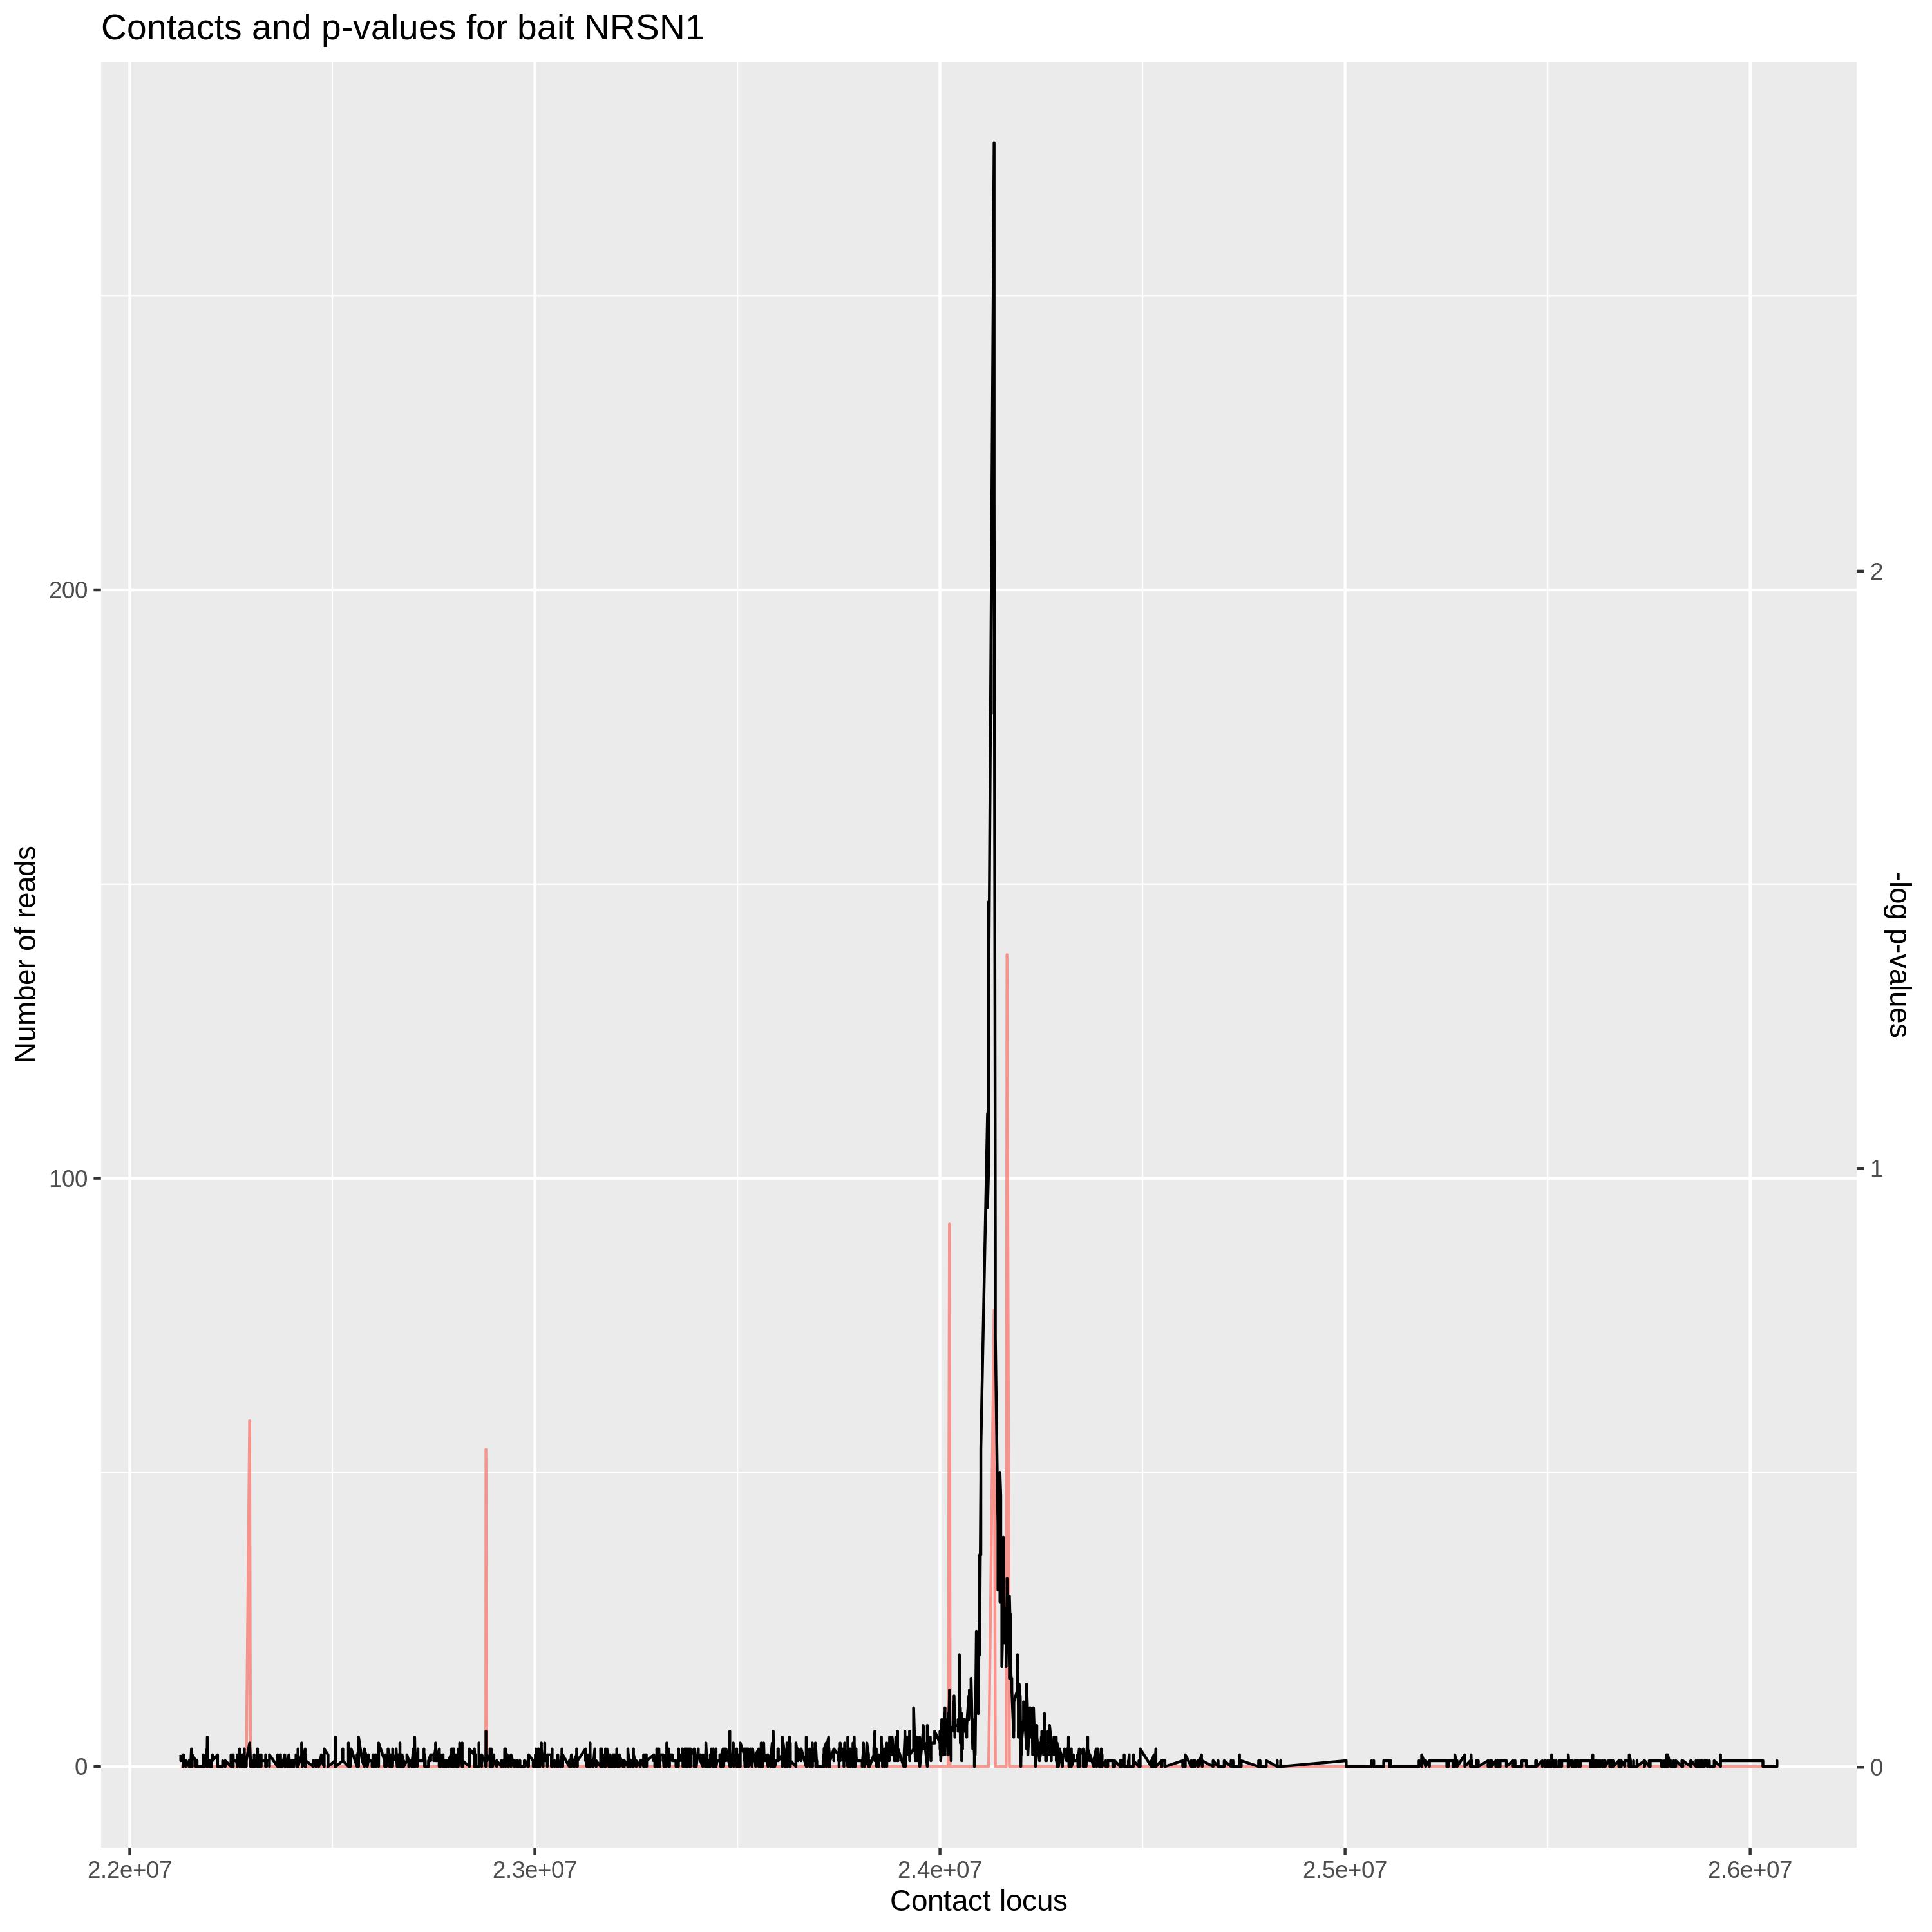 Contacts and p-values for bait NRSN1
Number of reads
200
100
0
2
1
0
-log p-values
2.2e+07
2.3e+07
2.4e+07
2.5e+07
2.6e+07
Contact locus